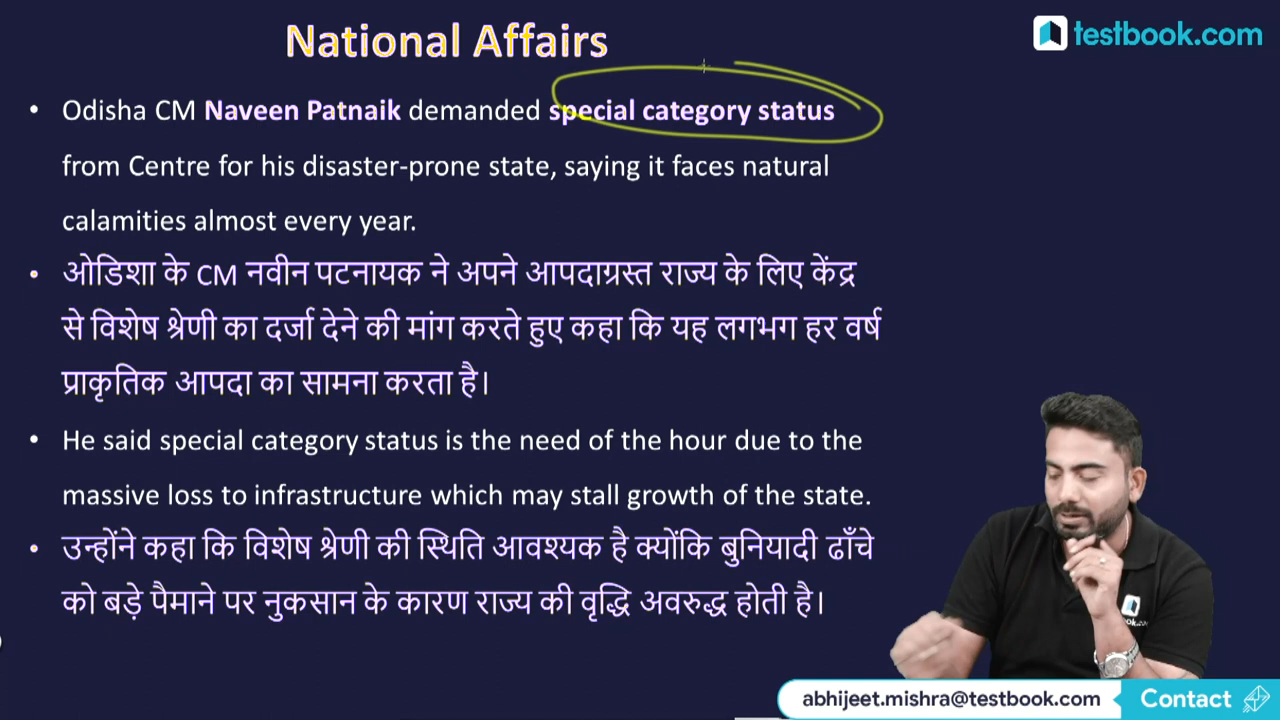 National Affairs
testbook.com
• Odisha CM Naveen Patnaik demanded special category status
from Centre for his disaster-prone state, saying it faces natural
calamities almost every year.
• ओडिशा के CM नवीन पटनायक ने अपने आपदाग्रस्त राज्य के लिए केंद्र
से विशेष श्रेणी का दर्जा देने की मांग करते हुए कहा कि यह लगभग हर वर्ष
प्राकृतिक आपदा का सामना करता है।
• He said special category status is the need of the hour due to the
massive loss to infrastructure which may stall growth of the state.
• उन्होंने कहा कि विशेष श्रेणी की स्थिति आवश्यक है क्योंकि बुनियादी ढाँचे
को बड़े पैमाने पर नुकसान के कारण राज्य की वृद्धि अवरुद्ध होती है।
abhijeet.mishra@testbook.com Contact